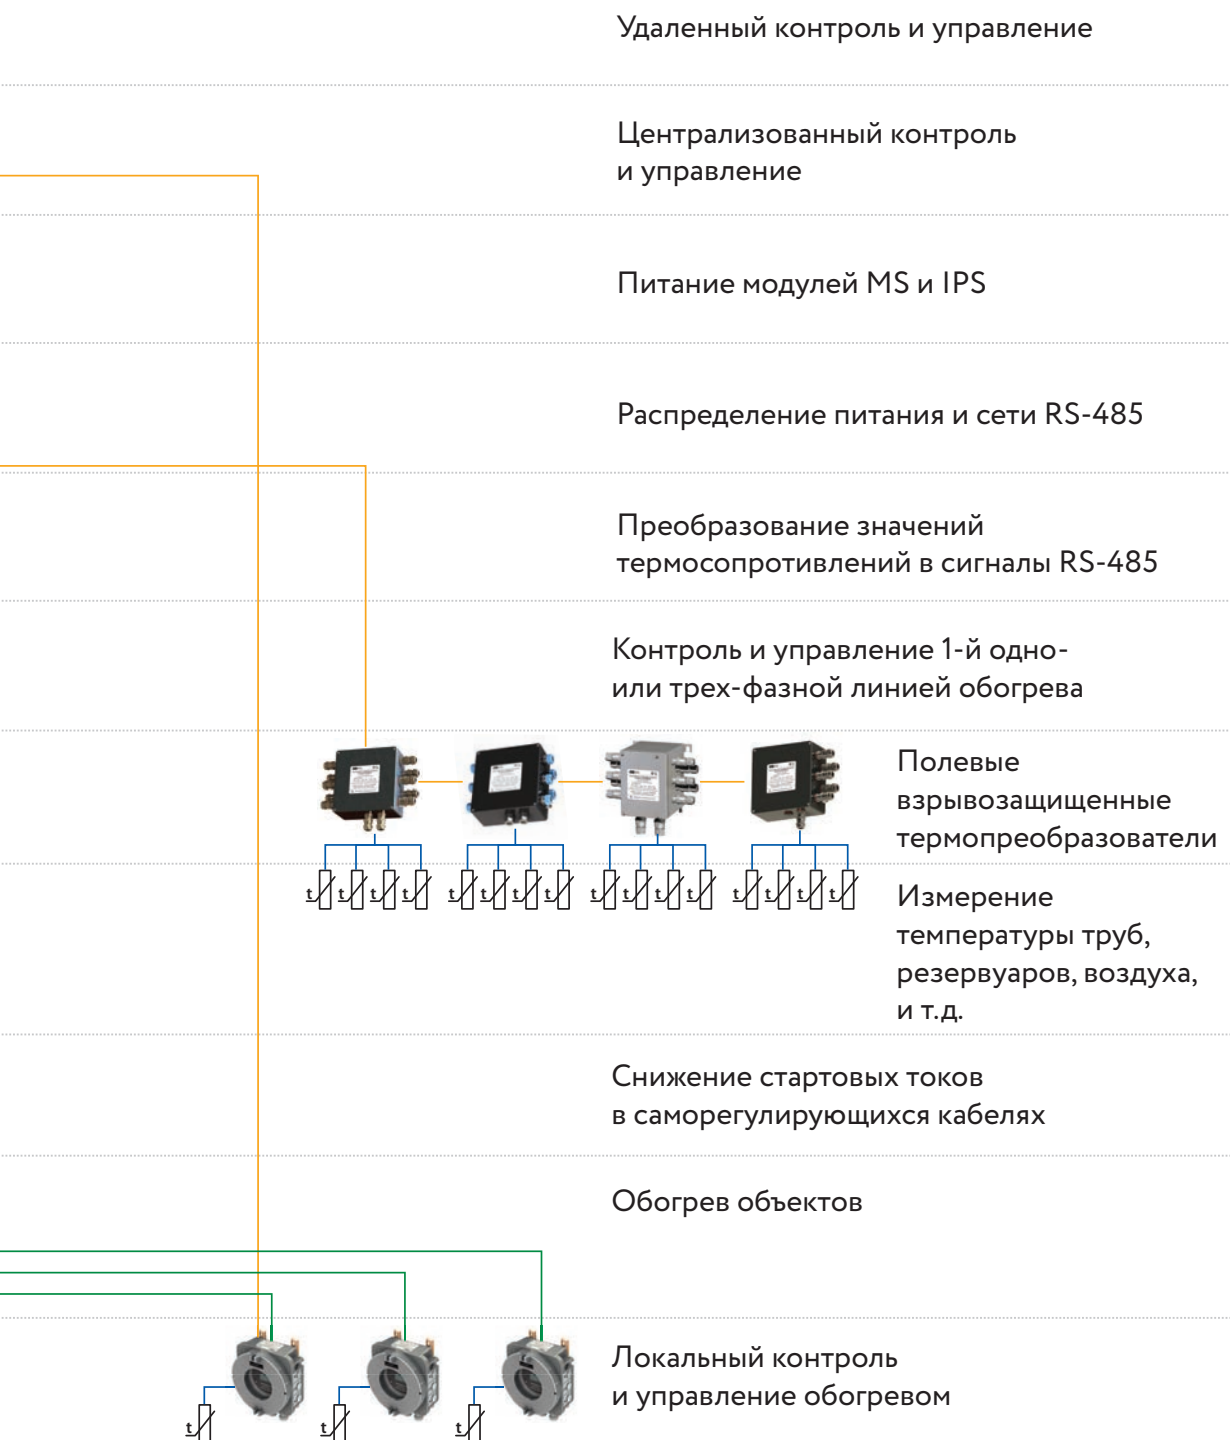 Удаленный контроль и управление
Централизованный контроль
и управление
Питание модулей MS и IPS
Распределение питания и сети RS-485
Преобразование значений
термосопротивлений в сигналы RS-485
Контроль и управление 1-й одно-
или трех-фазной линией обогрева
Полевые
взрывозащищенные
термопреобразователи
t t t t t t t t t t t t t t t t
Измерение
температуры труб,
резервуаров, воздуха,
и т.д.
Снижение стартовых токов
в саморегулирующихся кабелях
Обогрев объектов
Локальный контроль
и управление обогревом
t t t